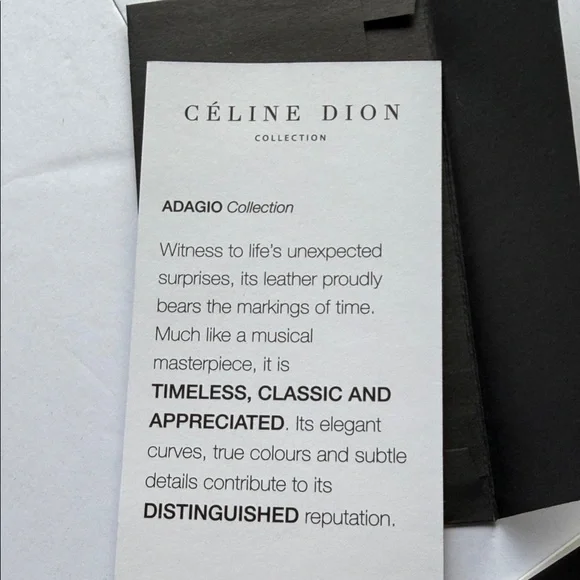 CÉLINE DION
COLLECTION
ADAGIO Collection
Witness to life's unexpected
surprises, its leather proudly
bears the markings of time.
Much like a musical
masterpiece, it is
TIMELESS, CLASSIC AND
APPRECIATED. Its elegant
curves, true colours and subtle
details contribute to its
DISTINGUISHED reputation.